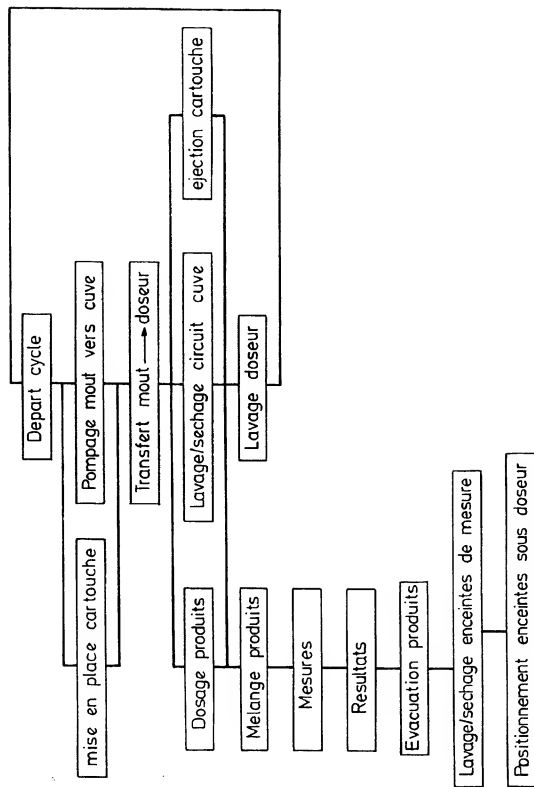 Depart cycle
mise en place cartouche
Pompage mout vers cuve
Transfert mout → doseur
Dosage produits
Lavage/sechage circuit cuve
ejection cartouche
Melange produits
Lavage doseur
Mesures
Resultats
Evacuation produits
Lavage/sechage enceintes de mesure
Positionnement enceintes sous doseur